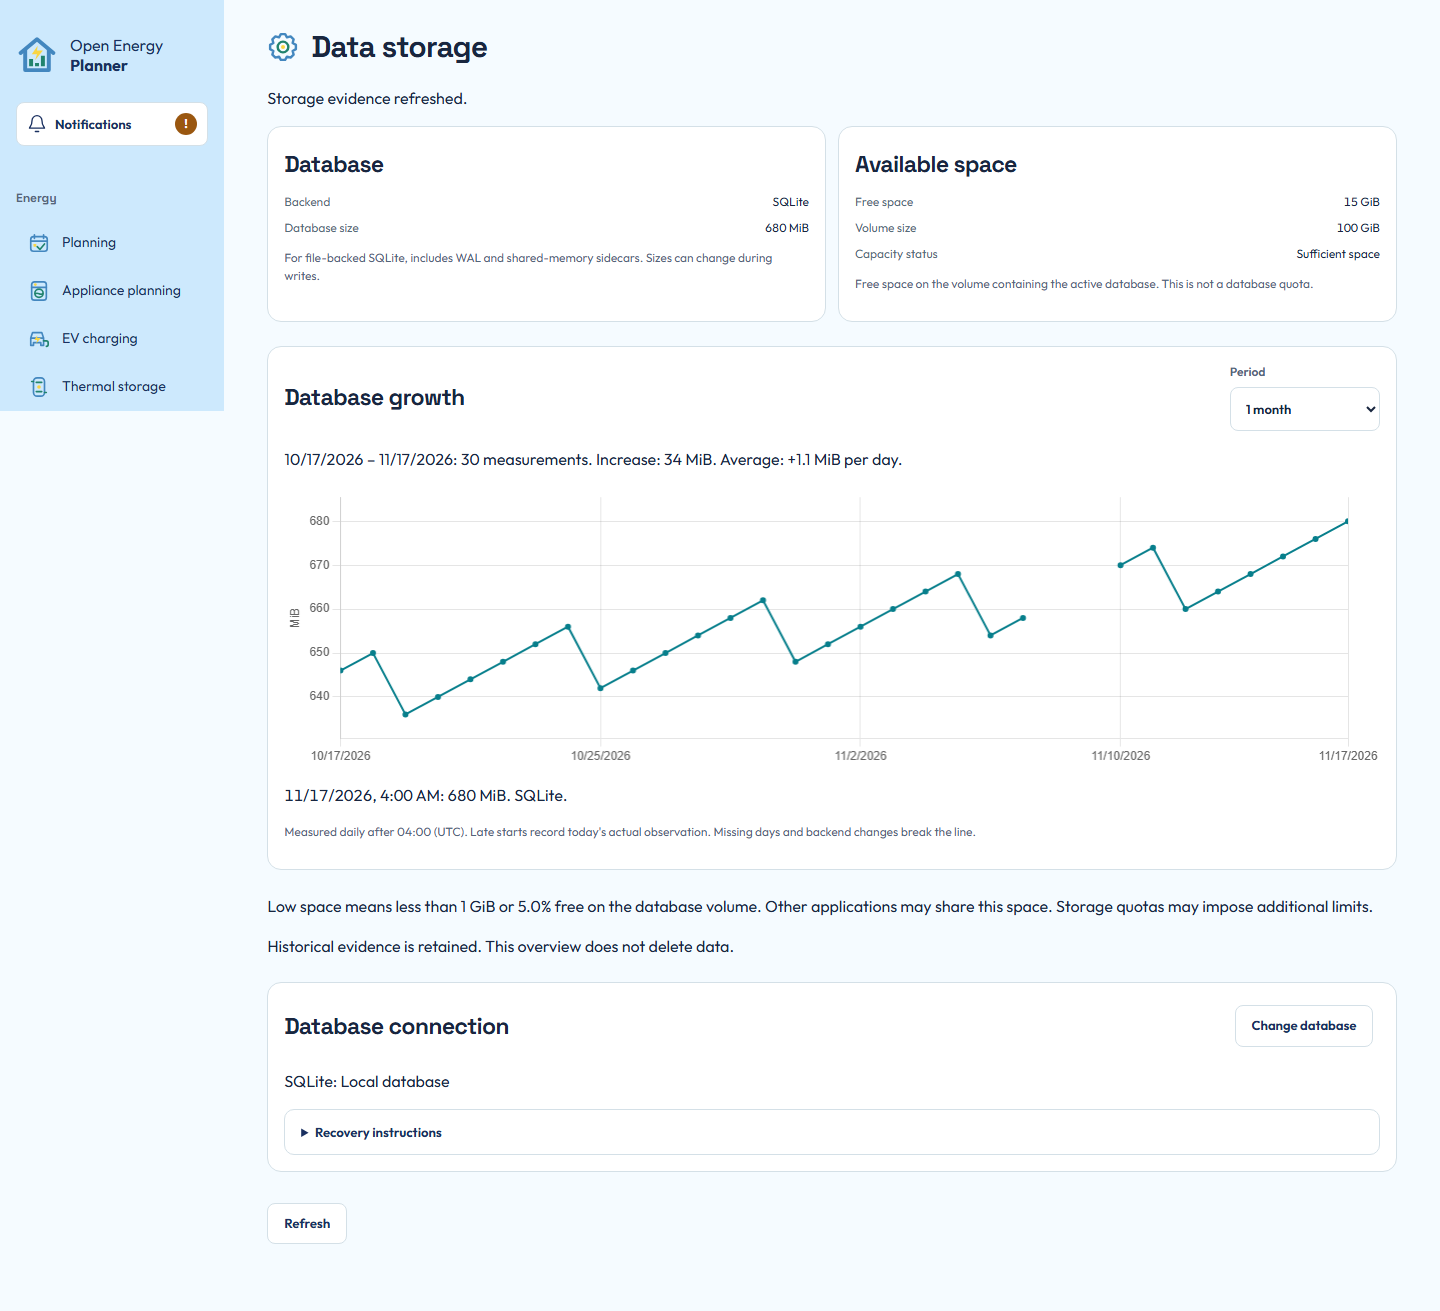 Open Energy
Planner
Notifications
!
Energy
Planning
Appliance planning
EV charging
Thermal storage
Data storage
Storage evidence refreshed.
Database
Backend SQLite
Database size 680 MiB
For file-backed SQLite, includes WAL and shared-memory sidecars. Sizes can change during
writes.
Available space
Free space 15 GiB
Volume size 100 GiB
Capacity status Sufficient space
Free space on the volume containing the active database. This is not a database quota.
Database growth
Period
1 month
10/17/2026 – 11/17/2026: 30 measurements. Increase: 34 MiB. Average: +1.1 MiB per day.
MiB
680
670
660
650
640
10/17/2026 10/25/2026 11/2/2026 11/10/2026 11/17/2026
11/17/2026, 4:00 AM: 680 MiB. SQLite.
Measured daily after 04:00 (UTC). Late starts record today's actual observation. Missing days and backend changes break the line.
Low space means less than 1 GiB or 5.0% free on the database volume. Other applications may share this space. Storage quotas may impose additional limits.
Historical evidence is retained. This overview does not delete data.
Database connection
Change database
SQLite: Local database
Recovery instructions
Refresh